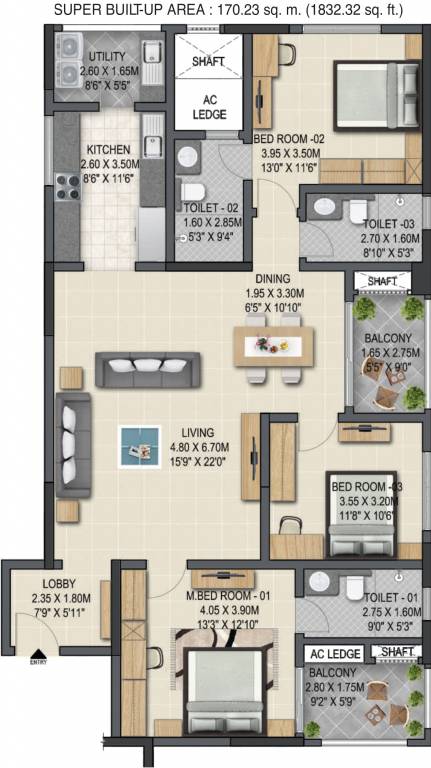 SUPER BUILT-UP AREA : 170.23 sq. m. (1832.32 sq. ft.)
UTILITY
2.60 X 1.65M
8'6" X 5'5"
SHAFT
AC
LEDGE
KITCHEN
2.60 X 3.50M
8'6" X 11'6"
BED ROOM -02
3.95 X 3.50M
13'0" X 11'6"
TOILET - 02
1.60 X 2.85M
5'3" X 9'4"
TOILET -03
2.70 X 1.60M
8'10" X 5'3"
DINING
1.95 X 3.30M
6'5" X 10'10"
SHAFT
BALCONY
1.65 X 2.75M
5'5" X 9'0"
LIVING
4.80 X 6.70M
15'9" X 22'0"
BED ROOM -03
3.55 X 3.20M
11'8" X 10'6"
LOBBY
2.35 X 1.80M
7'9" X 5'11"
ENTRY
M.BED ROOM - 01
4.05 X 3.90M
13'3" X 12'10"
TOILET - 01
2.75 X 1.60M
9'0" X 5'3"
AC LEDGE
SHAFT
BALCONY
2.80 X 1.75M
9'2" X 5'9"